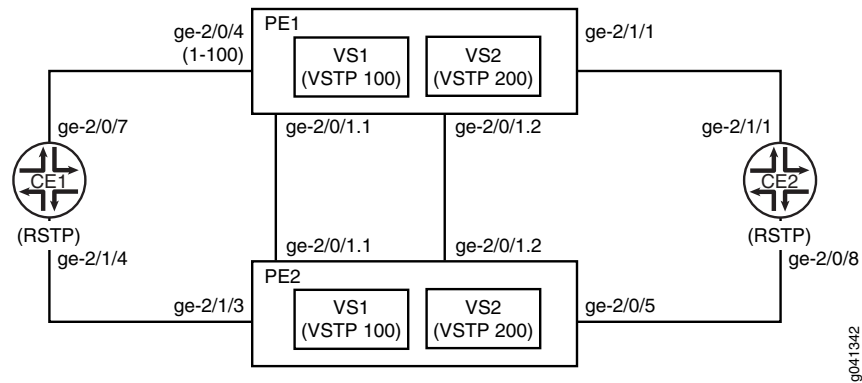 PE1
ge-2/0/4
(1-100)
VS1
(VSTP 100)
VS2
(VSTP 200)
ge-2/1/1
ge-2/0/7
ge-2/0/1.1
ge-2/0/1.2
ge-2/1/1
CE1
CE2
(RSTP)
(RSTP)
ge-2/1/4
ge-2/0/1.1
ge-2/0/1.2
ge-2/0/8
PE2
ge-2/1/3
VS1
(VSTP 100)
VS2
(VSTP 200)
ge-2/0/5
g041342